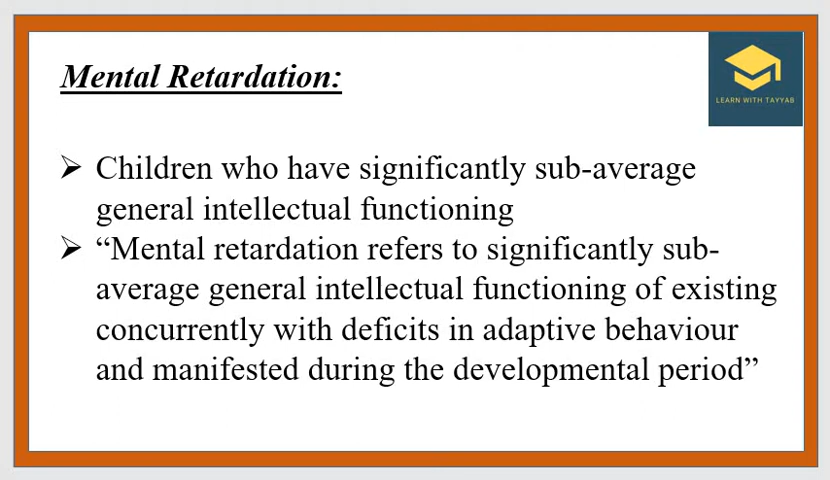 Mental Retardation:
LEARN WITH TAYYAB
➢ Children who have significantly sub-average
general intellectual functioning
➢ “Mental retardation refers to significantly sub-
average general intellectual functioning of existing
concurrently with deficits in adaptive behaviour
and manifested during the developmental period”